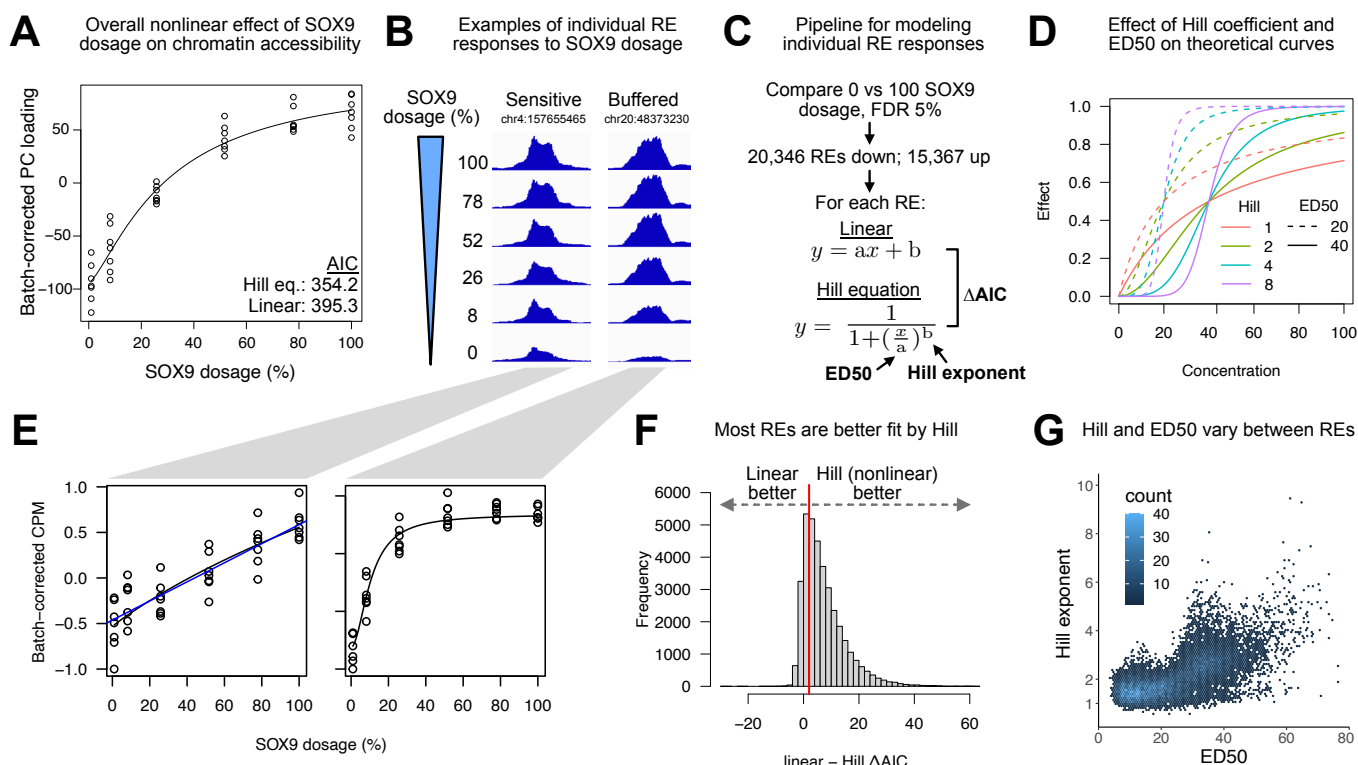 A
Overall nonlinear effect of SOX9
dosage on chromatin accessibility
Batch-corrected PC loading
50
0
−50
−100
AIC
Hill eq.: 354.2
Linear: 395.3
0 20 40 60 80 100
SOX9 dosage (%)
B
Examples of individual RE
responses to SOX9 dosage
SOX9
dosage (%)
Sensitive
chr4:157655465
Buffered
chr20:48373230
100
78
52
26
8
0
C
Pipeline for modeling
individual RE responses
Compare 0 vs 100 SOX9
dosage, FDR 5%
20,346 REs down; 15,367 up
For each RE:
Linear
y = ax + b
Hill equation
y = 1 / 1+(x/a)^b
ΔAIC
ED50
Hill exponent
D
Effect of Hill coefficient and
ED50 on theoretical curves
Effect
1.0
0.8
0.6
0.4
0.2
0.0
Hill
1
2
4
8
ED50
20
40
0 20 40 60 80 100
Concentration
E
Batch−corrected CPM
1.0
0.5
0.0
−0.5
−1.0
0 20 40 60 80 100
0 20 40 60 80 100
SOX9 dosage (%)
F
Most REs are better fit by Hill
Linear
better
Hill (nonlinear)
better
Frequency
6000
5000
4000
3000
2000
1000
0
−20 0 20 40 60
linear − Hill ΔAIC
G
Hill and ED50 vary between REs
Hill exponent
10
8
6
4
2
1
count
40
30
20
10
0 20 40 60 80
ED50